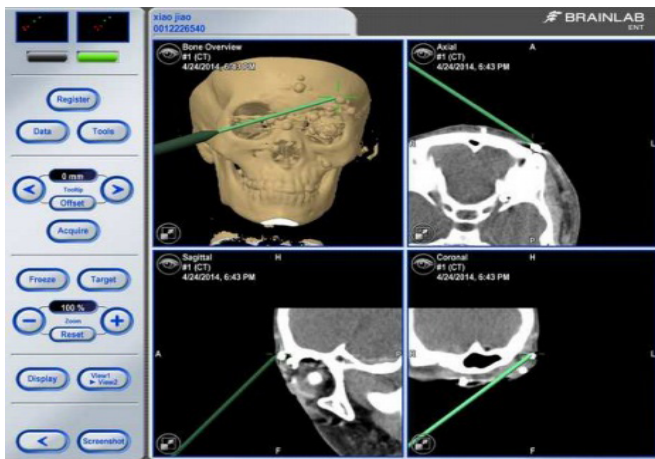 xiao jiao
0012226540
BRAINLAB
ENT
Register
Data
Tools
0 mm
Tooltip
Offset
Acquire
Freeze
Target
100 %
Zoom
Reset
Display
View1
► View2
Screenshot
Bone Overview
#1 (CT)
4/24/2014, 6:43 PM
Axial
#1 (CT)
4/24/2014, 6:43 PM
A
L
P
Sagittal
#1 (CT)
4/24/2014, 6:43 PM
H
A
F
Coronal
#1 (CT)
4/24/2014, 6:43 PM
H
L
F